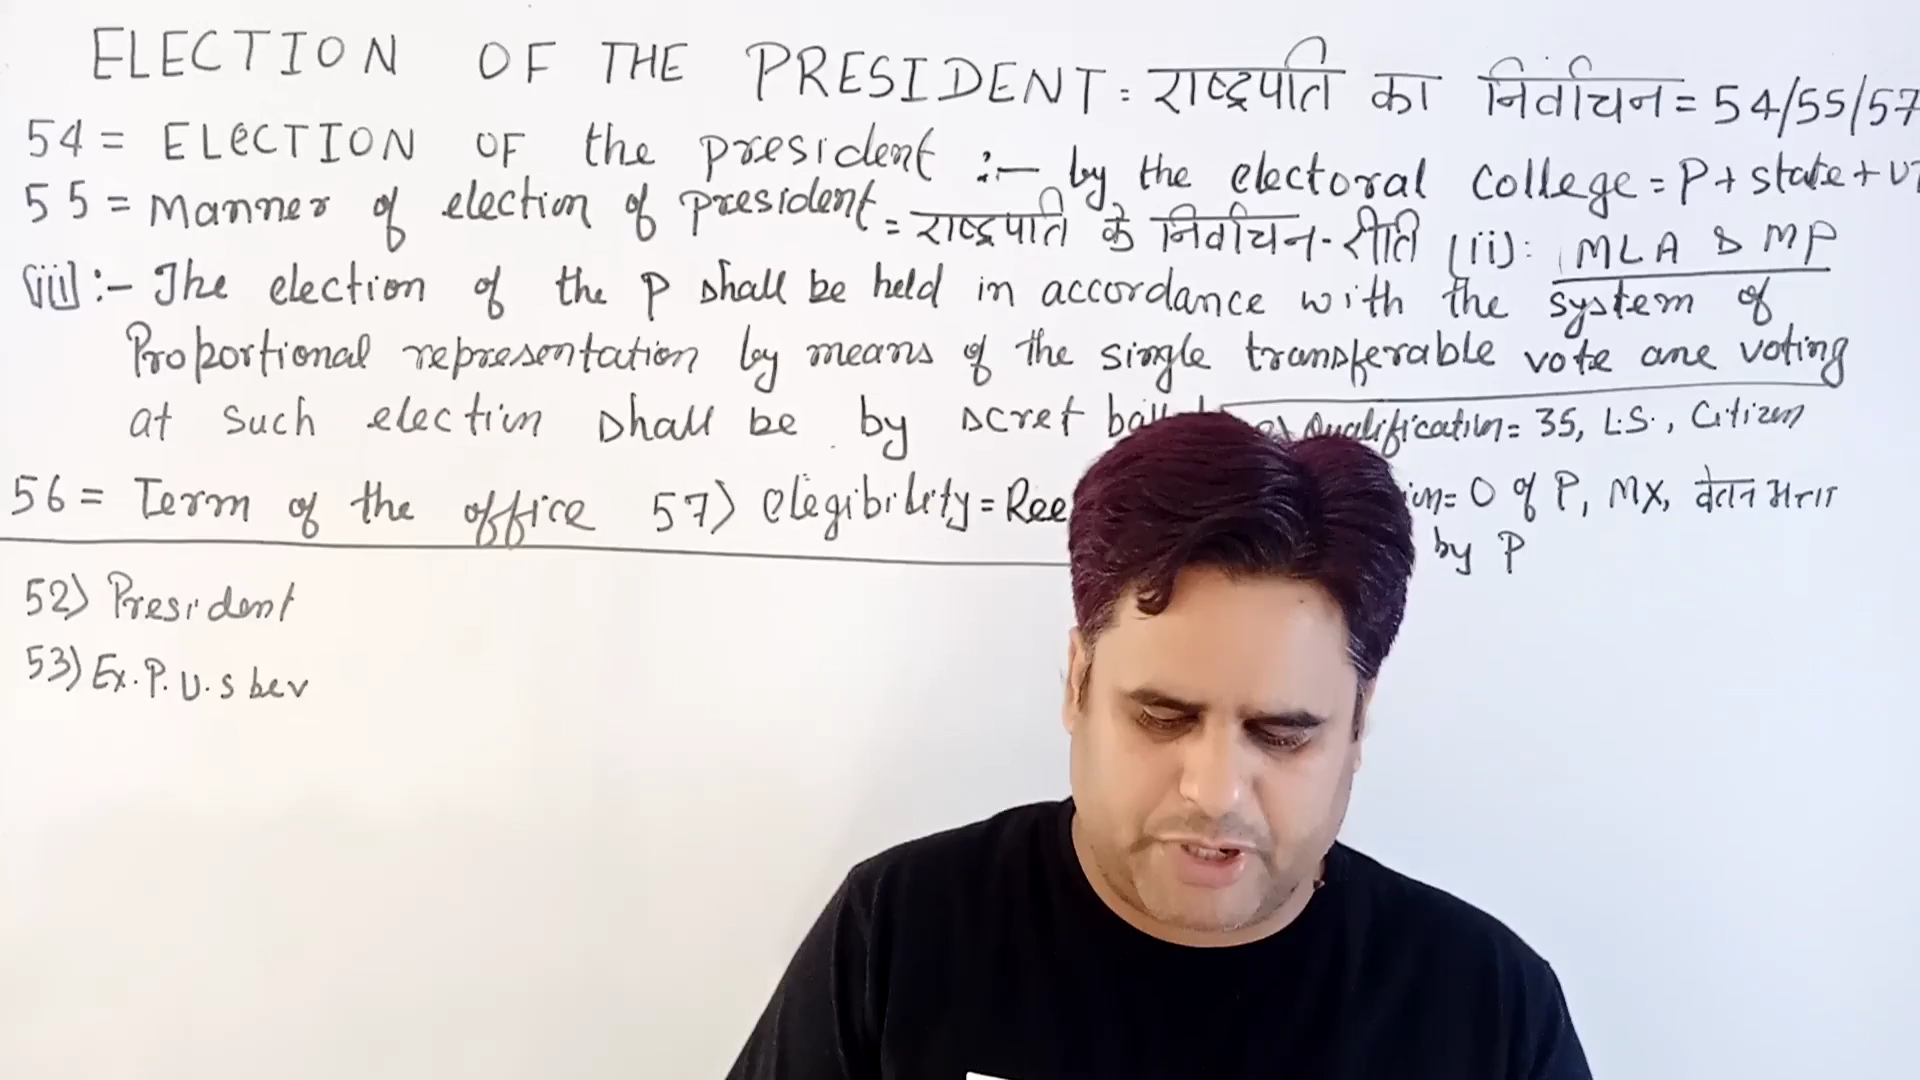 ELECTION OF THE PRESIDENT = राष्ट्रपति का निर्वाचन = 54/55/57
54 = ELECTION OF the president :- by the electoral College = P + state + UT
55 = Manner of election of president = राष्ट्रपति के निर्वाचन - रीति (ii): MLA & MP
(iii) :- The election of the P shall be held in accordance with the system of
Proportional representation by means of the single transferable vote ane voting
at such election shall be by scret Qualification = 35, L.S., Citizen
56 = Term of the office 57) elegibility = Ree = O of P, MX, वेतन भत्ता
by P
52) President
53) Ex. P. U. s bev